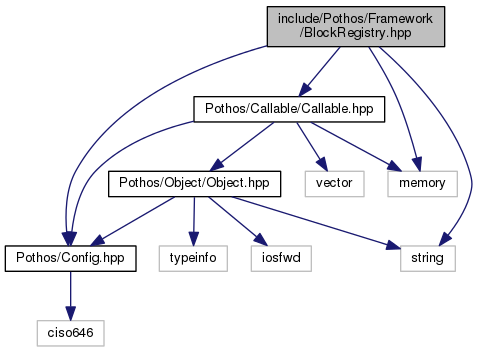 include/Pothos/Framework
/BlockRegistry.hpp
Pothos/Callable/Callable.hpp
Pothos/Object/Object.hpp
vector
memory
Pothos/Config.hpp
typeinfo
iosfwd
string
ciso646